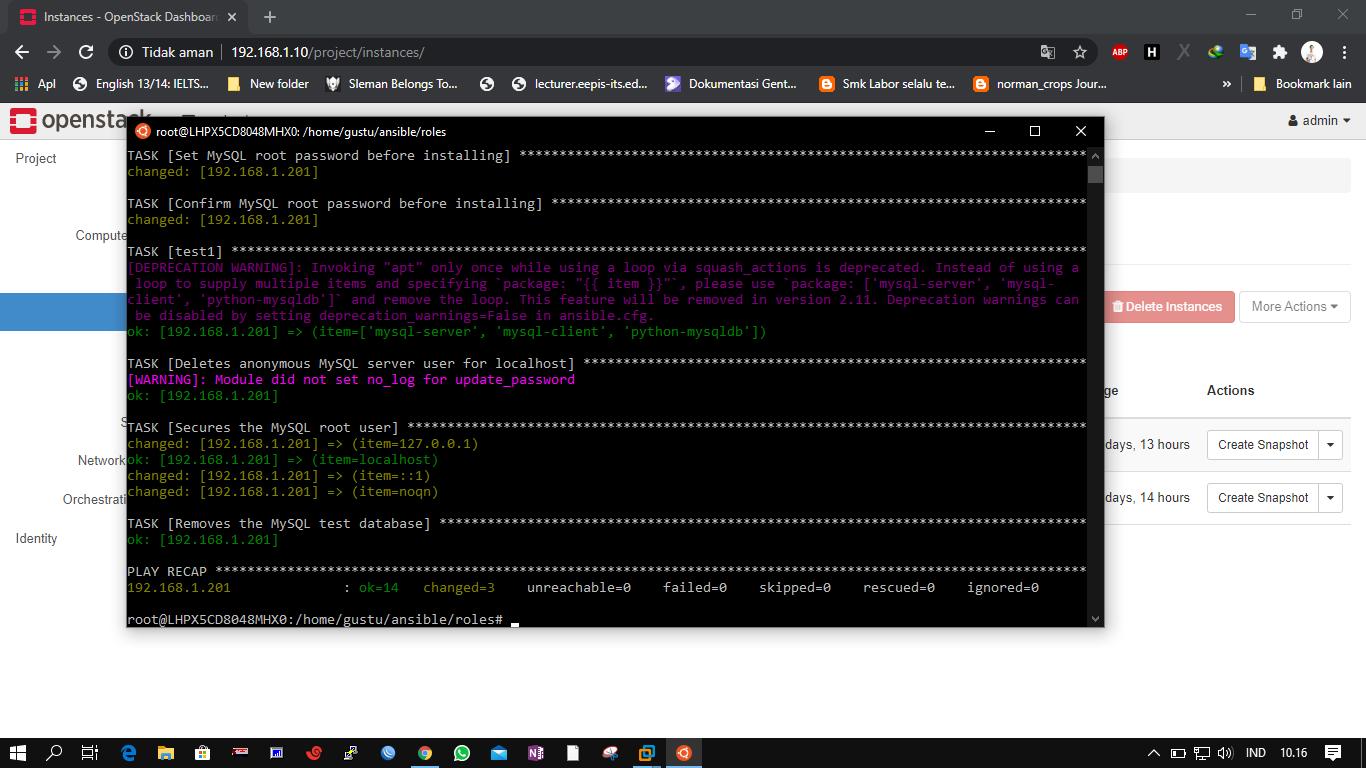 Instances - OpenStack Dashboar
Tidak aman
192.168.1.10/project/instances/
ABP
H
X
Apl
English 13/14: IELTS...
New folder
Sleman Belongs To...
lecturer.eepis-its.ed...
Dokumentasi Gent...
Smk Labor selalu te...
norman_crops Jour...
»
Bookmark lain
openstack
admin
root@LHPX5CD8048MHX0: /home/gustu/ansible/roles
Project
Compute
Network
Orchestrati
Identity
TASK [Set MySQL root password before installing] ***********************************************************************
changed: [192.168.1.201]
TASK [Confirm MySQL root password before installing] *******************************************************************
changed: [192.168.1.201]
TASK [test1] ***********************************************************************************************************
[DEPRECATION WARNING]: Invoking "apt" only once while using a loop via squash_actions is deprecated. Instead of using a
loop to supply multiple items and specifying `package: "{{ item }}"`, please use `package: ['mysql-server', 'mysql-
client', 'python-mysqldb']` and remove the loop. This feature will be removed in version 2.11. Deprecation warnings can
be disabled by setting deprecation_warnings=False in ansible.cfg.
ok: [192.168.1.201] => (item=['mysql-server', 'mysql-client', 'python-mysqldb'])
TASK [Deletes anonymous MySQL server user for localhost] ***************************************************************
[WARNING]: Module did not set no_log for update_password
ok: [192.168.1.201]
TASK [Secures the MySQL root user] *************************************************************************************
changed: [192.168.1.201] => (item=127.0.0.1)
ok: [192.168.1.201] => (item=localhost)
changed: [192.168.1.201] => (item=::1)
changed: [192.168.1.201] => (item=noqn)
TASK [Removes the MySQL test database] *********************************************************************************
ok: [192.168.1.201]
PLAY RECAP *************************************************************************************************************
192.168.1.201 : ok=14 changed=3 unreachable=0 failed=0 skipped=0 rescued=0 ignored=0
root@LHPX5CD8048MHX0:/home/gustu/ansible/roles#
Delete Instances
More Actions
ge
Actions
days, 13 hours
Create Snapshot
days, 14 hours
Create Snapshot
IND
10.16